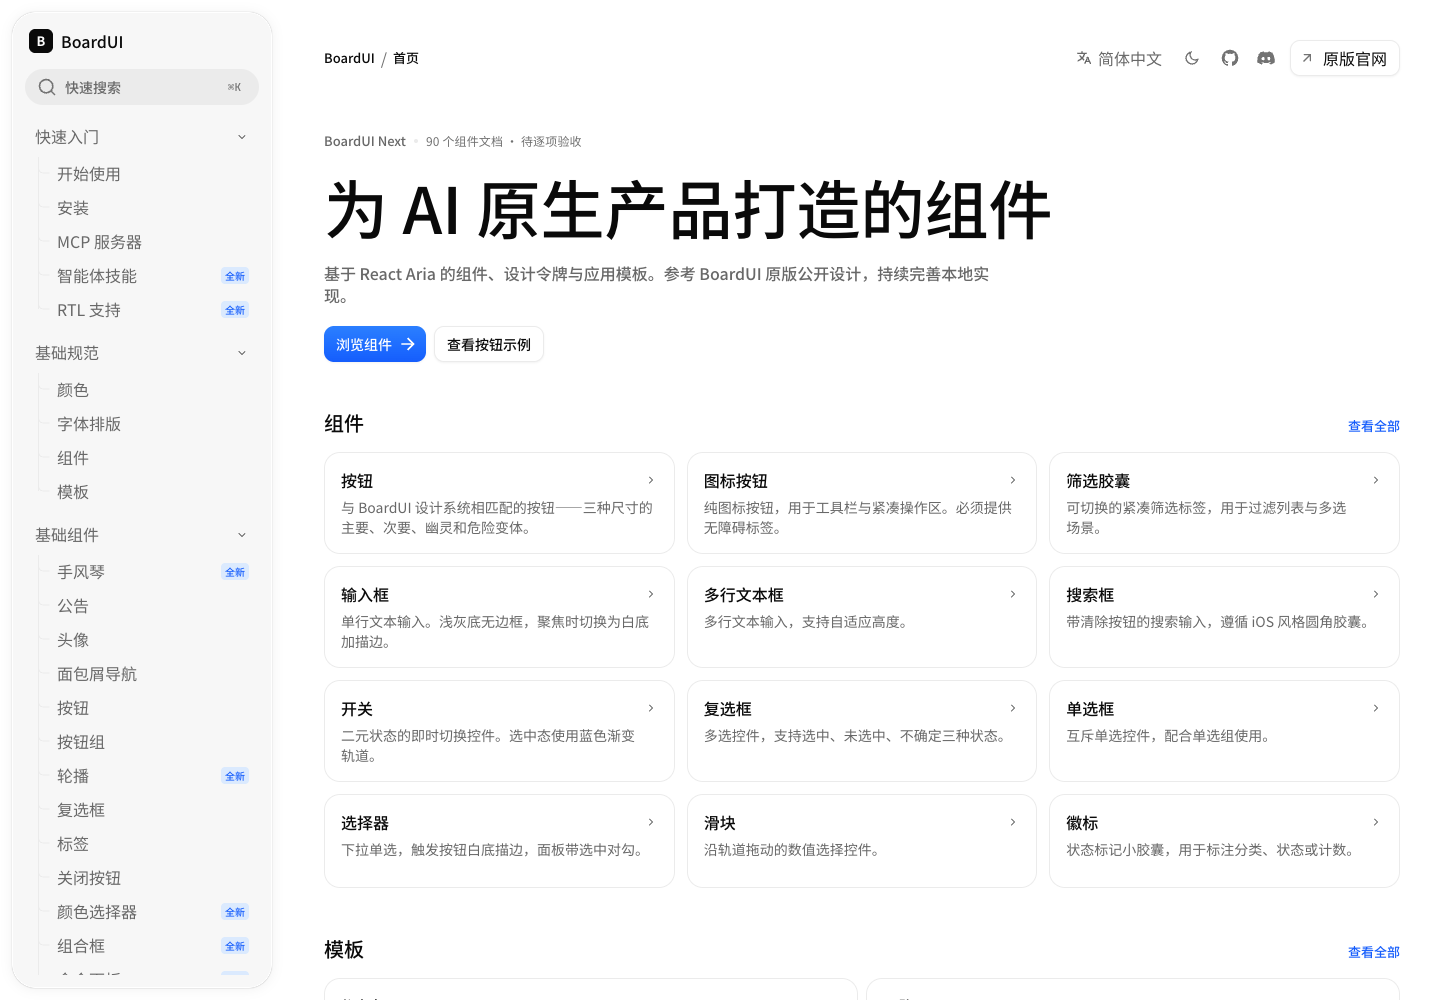 B BoardUI
快速搜索 ⌘K
快速入门
开始使用
安装
MCP 服务器
智能体技能 全新
RTL 支持 全新
基础规范
颜色
字体排版
组件
模板
基础组件
手风琴 全新
公告
头像
面包屑导航
按钮
按钮组
轮播 全新
复选框
标签
关闭按钮
颜色选择器 全新
组合框 全新
BoardUI / 首页
简体中文
原版官网
BoardUI Next 90 个组件文档 • 待逐项验收
为 AI 原生产品打造的组件
基于 React Aria 的组件、设计令牌与应用模板。参考 BoardUI 原版公开设计，持续完善本地实
现。
浏览组件
查看按钮示例
组件
查看全部
按钮
与 BoardUI 设计系统相匹配的按钮——三种尺寸的
主要、次要、幽灵和危险变体。
图标按钮
纯图标按钮，用于工具栏与紧凑操作区。必须提供
无障碍标签。
筛选胶囊
可切换的紧凑筛选标签，用于过滤列表与多选
场景。
输入框
单行文本输入。浅灰底无边框，聚焦时切换为白底
加描边。
多行文本框
多行文本输入，支持自适应高度。
搜索框
带清除按钮的搜索输入，遵循 iOS 风格圆角胶囊。
开关
二元状态的即时切换控件。选中态使用蓝色渐变
轨道。
复选框
多选控件，支持选中、未选中、不确定三种状态。
单选框
互斥单选控件，配合单选组使用。
选择器
下拉单选，触发按钮白底描边，面板带选中对勾。
滑块
沿轨道拖动的数值选择控件。
徽标
状态标记小胶囊，用于标注分类、状态或计数。
模板
查看全部